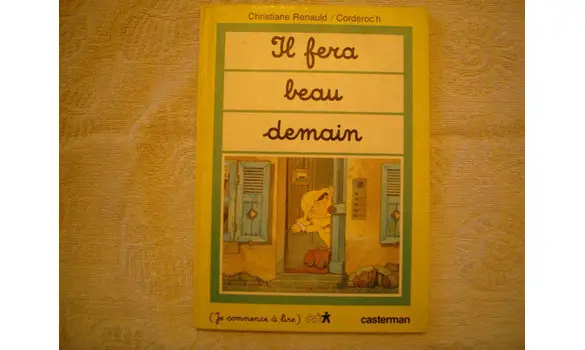 Christiane Renauld / Corderoc'h
Il fera
beau
demain
(Je commence à lire)
casterman